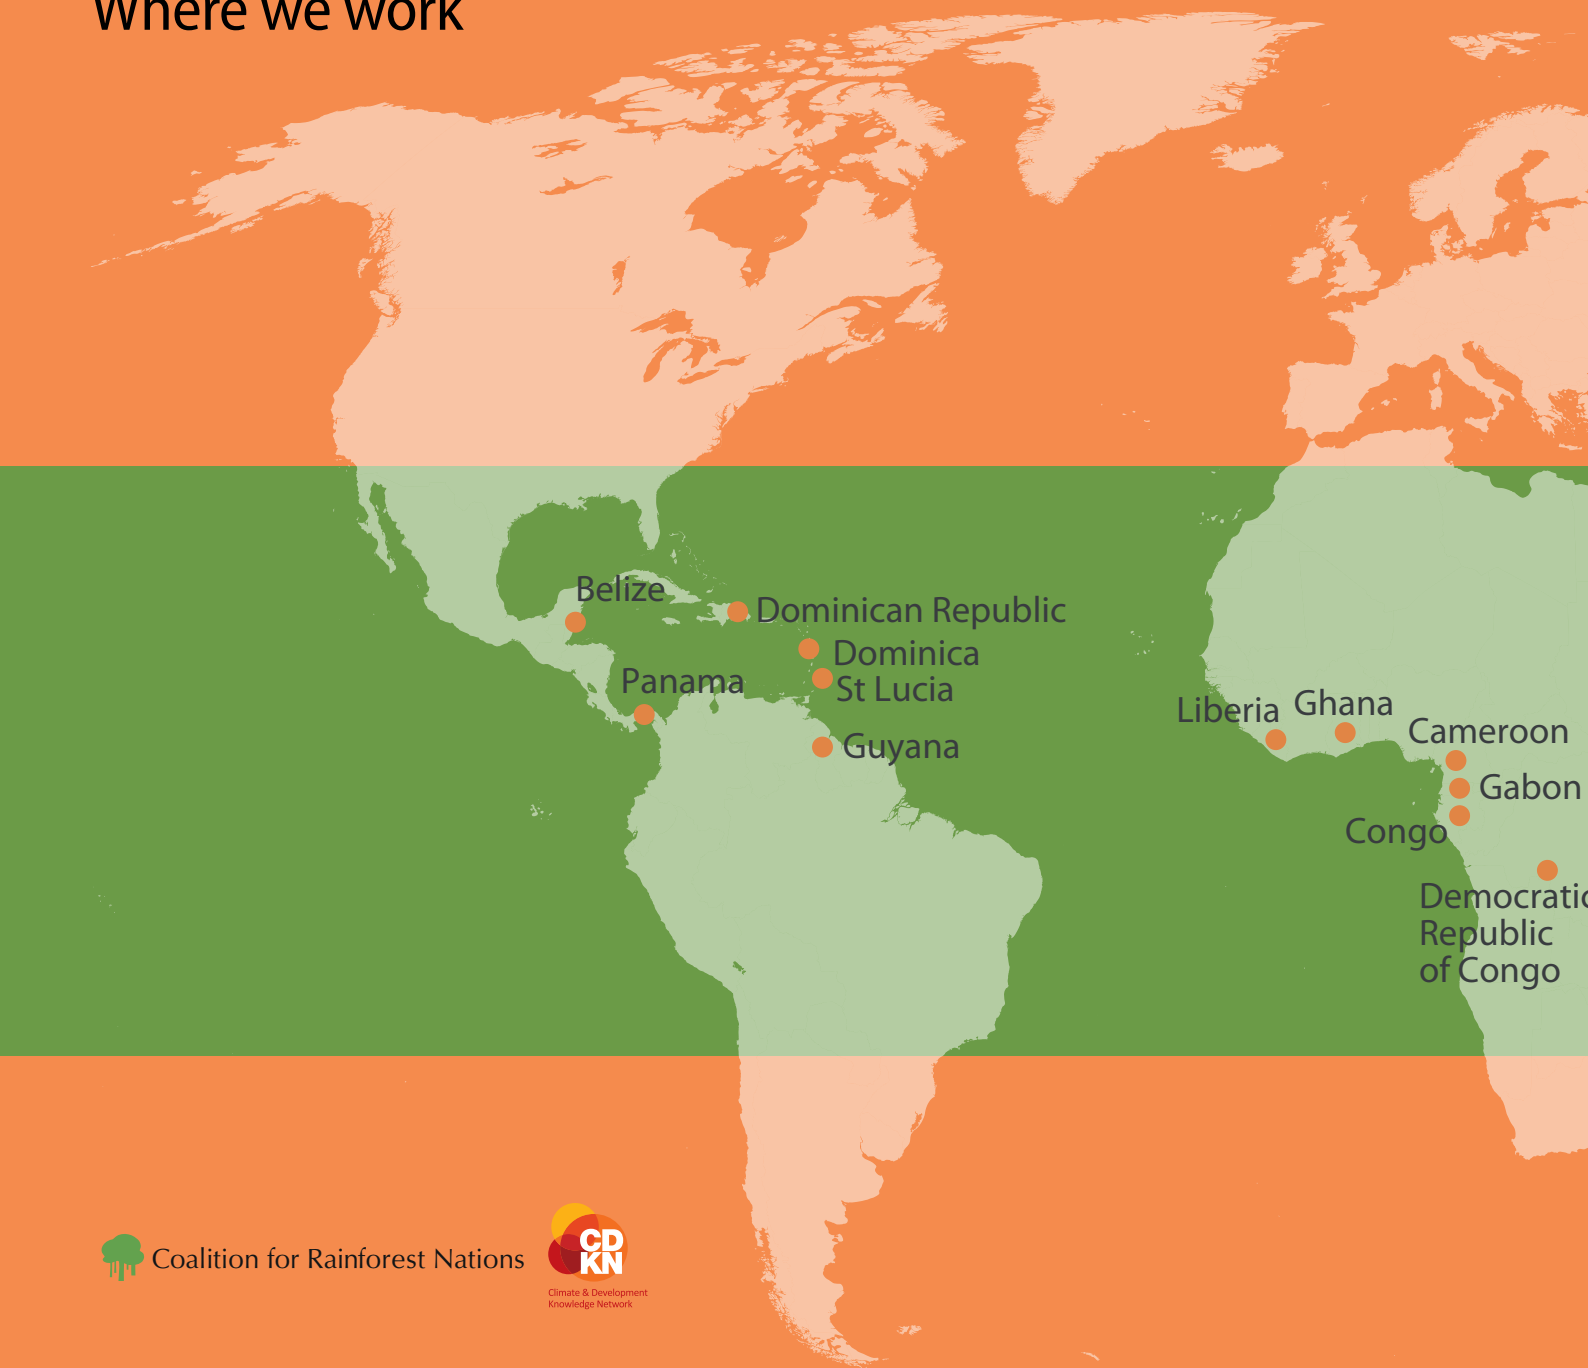 Where we work
Belize
Dominican Republic
Dominica
Panama
St Lucia
Liberia
Ghana
Cameroon
Guyana
Gabon
Congo
Democratic
Republic
of Congo
Coalition for Rainforest Nations
CD
KN
Climate & Development
Knowledge Network